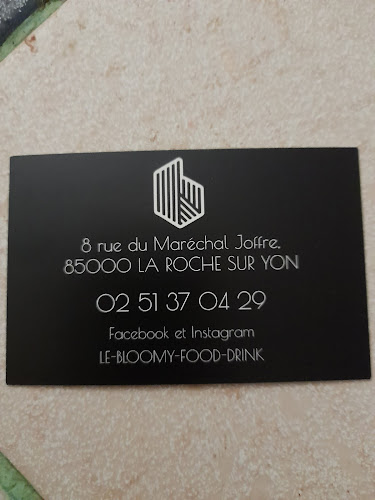 8 rue du Maréchal Joffre,
85000 LA ROCHE SUR YON
02 51 37 04 29
Facebook et Instagram
LE-BLOOMY-FOOD-DRINK